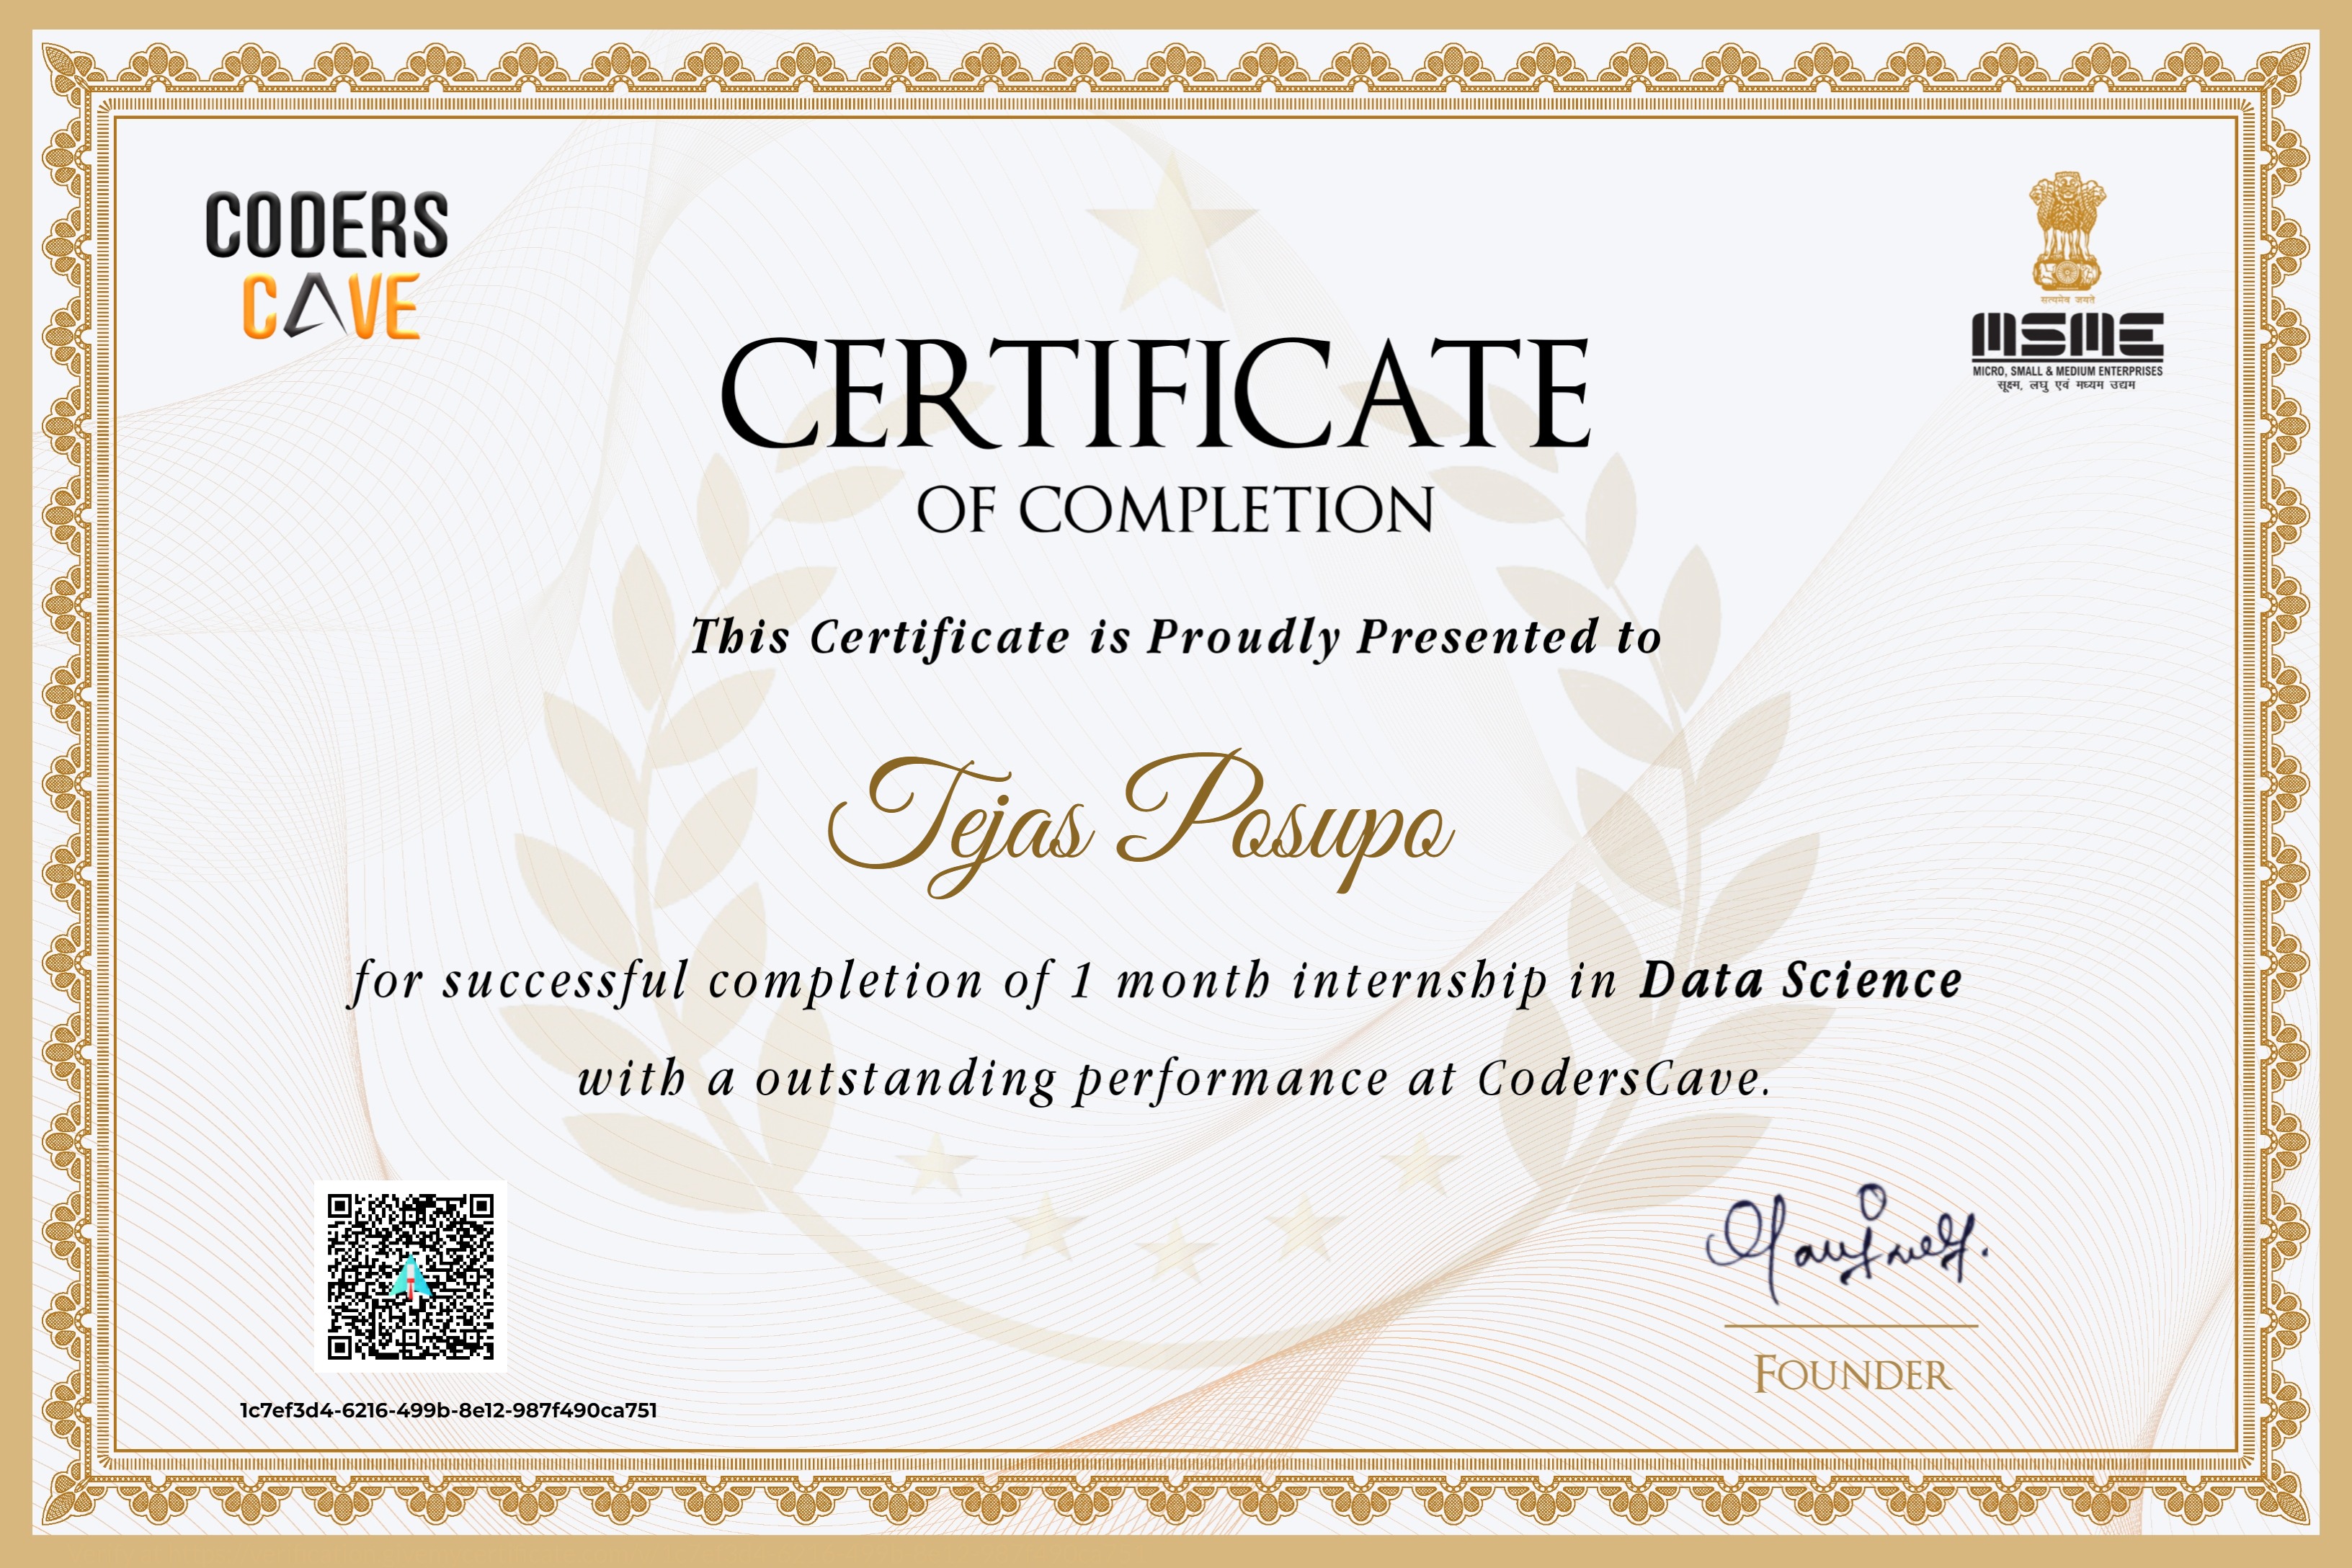 CODERS
CAVE
सत्यमेव जयते
MSME
MICRO, SMALL & MEDIUM ENTERPRISES
सूक्ष्म, लघु एवं मध्यम उद्यम
CERTIFICATE
OF COMPLETION
This Certificate is Proudly Presented to
Tejas Posupo
for successful completion of 1 month internship in Data Science
with a outstanding performance at CodersCave.
1c7ef3d4-6216-499b-8e12-987f490ca751
FOUNDER